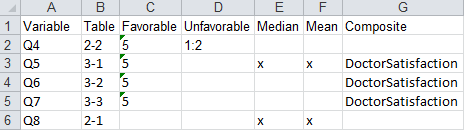 A B C D E F G
1 Variable Table Favorable Unfavorable Median Mean Composite
2 Q4 2-2 5 1:2
3 Q5 3-1 5 x x DoctorSatisfaction
4 Q6 3-2 5 DoctorSatisfaction
5 Q7 3-3 5 DoctorSatisfaction
6 Q8 2-1 x x